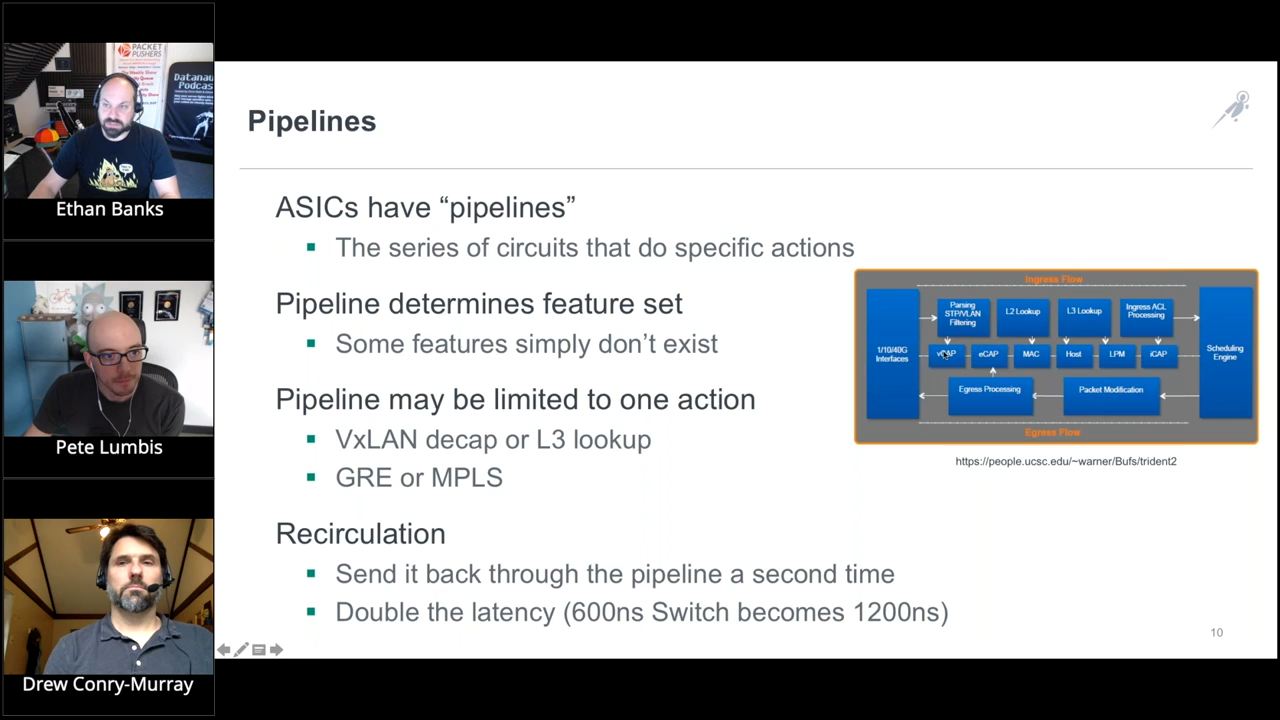 PACKET
PUSHERS
Datanauts
Podcast
Ethan Banks
Pete Lumbis
Drew Conry-Murray
Pipelines
ASICs have “pipelines”
The series of circuits that do specific actions
Pipeline determines feature set
Some features simply don’t exist
Pipeline may be limited to one action
VxLAN decap or L3 lookup
GRE or MPLS
Recirculation
Send it back through the pipeline a second time
Double the latency (600ns Switch becomes 1200ns)
Ingress Flow
1/10/40G
Interfaces
Parsing
STP/VLAN
Filtering
L2 Lookup
L3 Lookup
Ingress ACL
Processing
eCAP
MAC
Host
LPM
iCAP
Scheduling
Engine
Egress Processing
Packet Modification
Egress Flow
https://people.ucsc.edu/~warner/Bufs/trident2
10